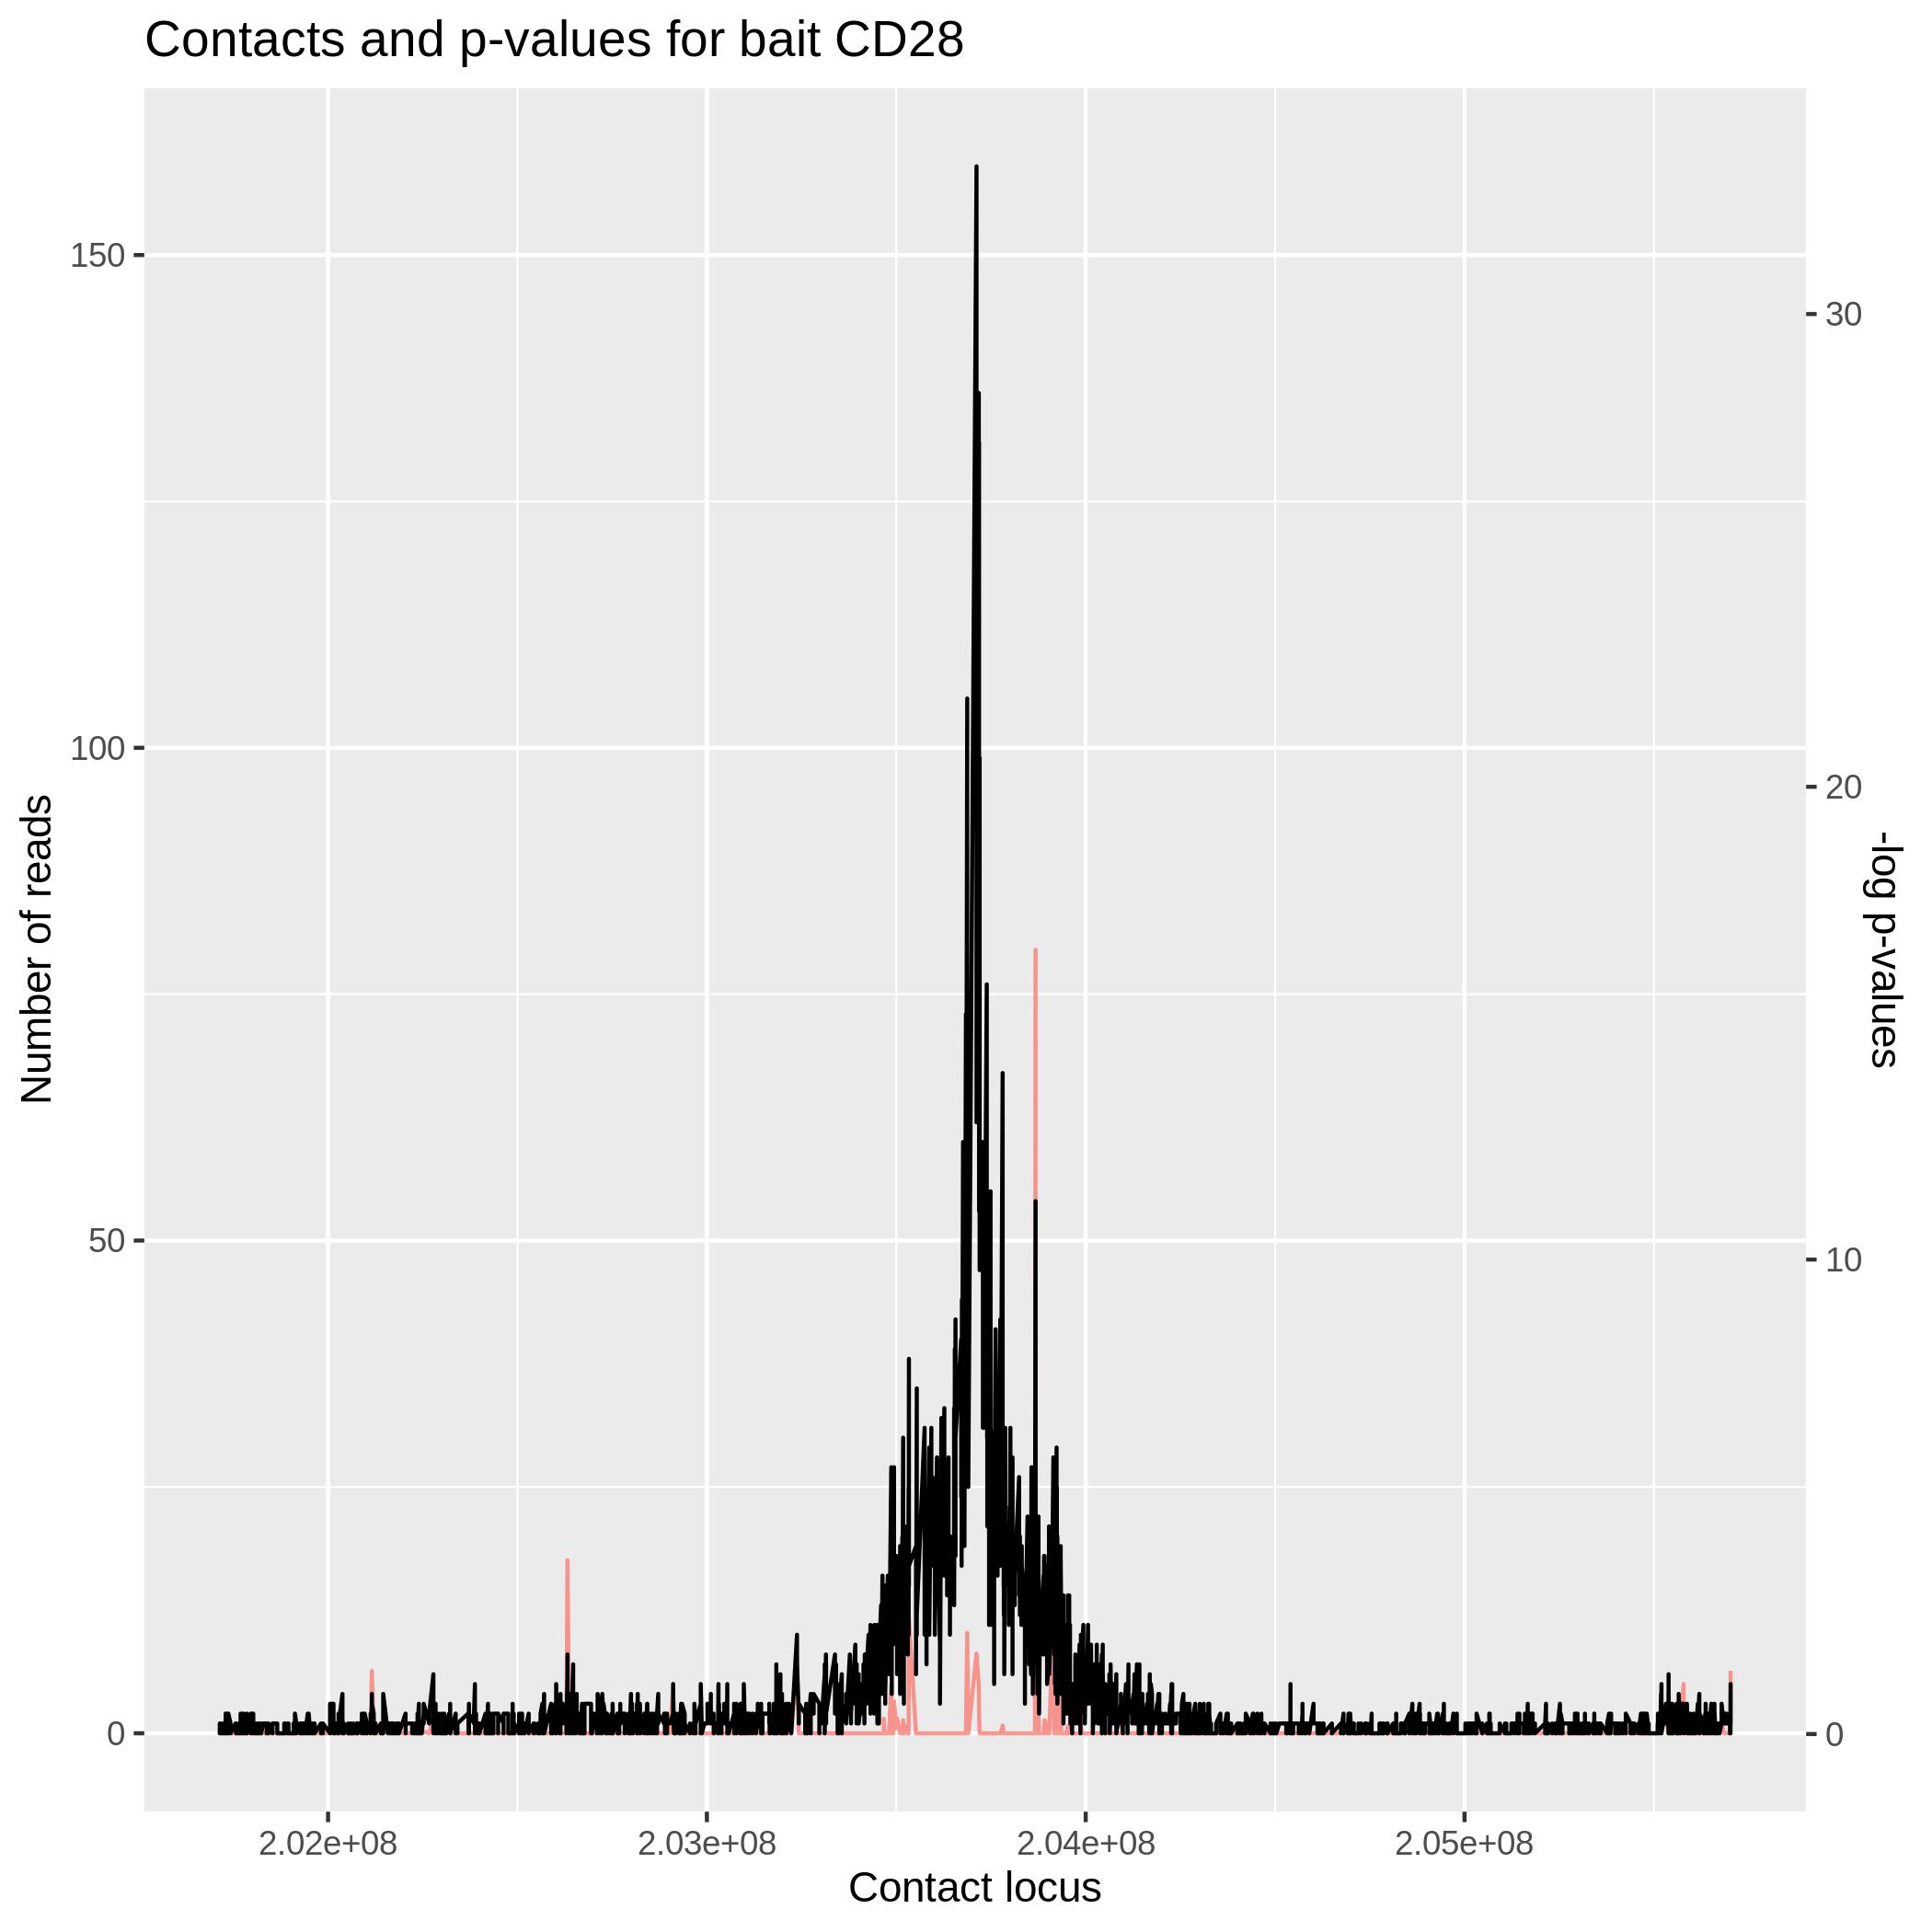 Contacts and p-values for bait CD28
Number of reads
150
100
50
0
30
20
10
0
-log p-values
2.02e+08 2.03e+08 2.04e+08 2.05e+08
Contact locus